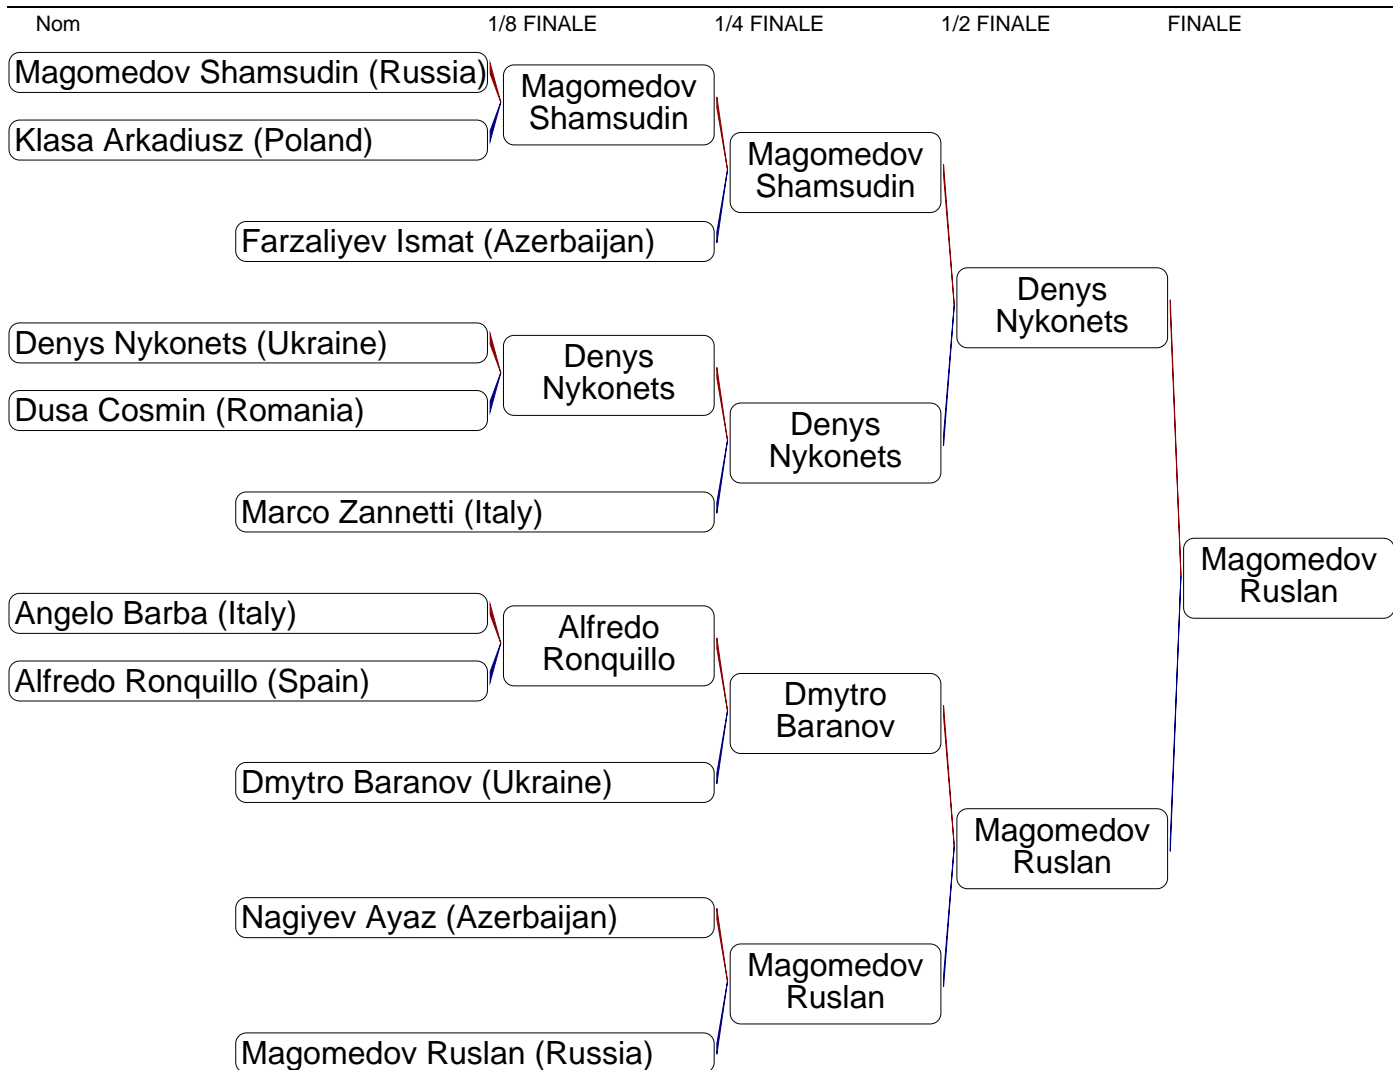 Nom 1/8 FINALE 1/4 FINALE 1/2 FINALE FINALE
Magomedov Shamsudin (Russia)
Klasa Arkadiusz (Poland)
Magomedov
Shamsudin
Farzaliyev Ismat (Azerbaijan)
Magomedov
Shamsudin
Denys Nykonets (Ukraine)
Dusa Cosmin (Romania)
Denys
Nykonets
Marco Zannetti (Italy)
Denys
Nykonets
Denys
Nykonets
Angelo Barba (Italy)
Alfredo Ronquillo (Spain)
Alfredo
Ronquillo
Dmytro Baranov (Ukraine)
Dmytro
Baranov
Nagiyev Ayaz (Azerbaijan)
Magomedov Ruslan (Russia)
Magomedov
Ruslan
Magomedov
Ruslan
Magomedov
Ruslan